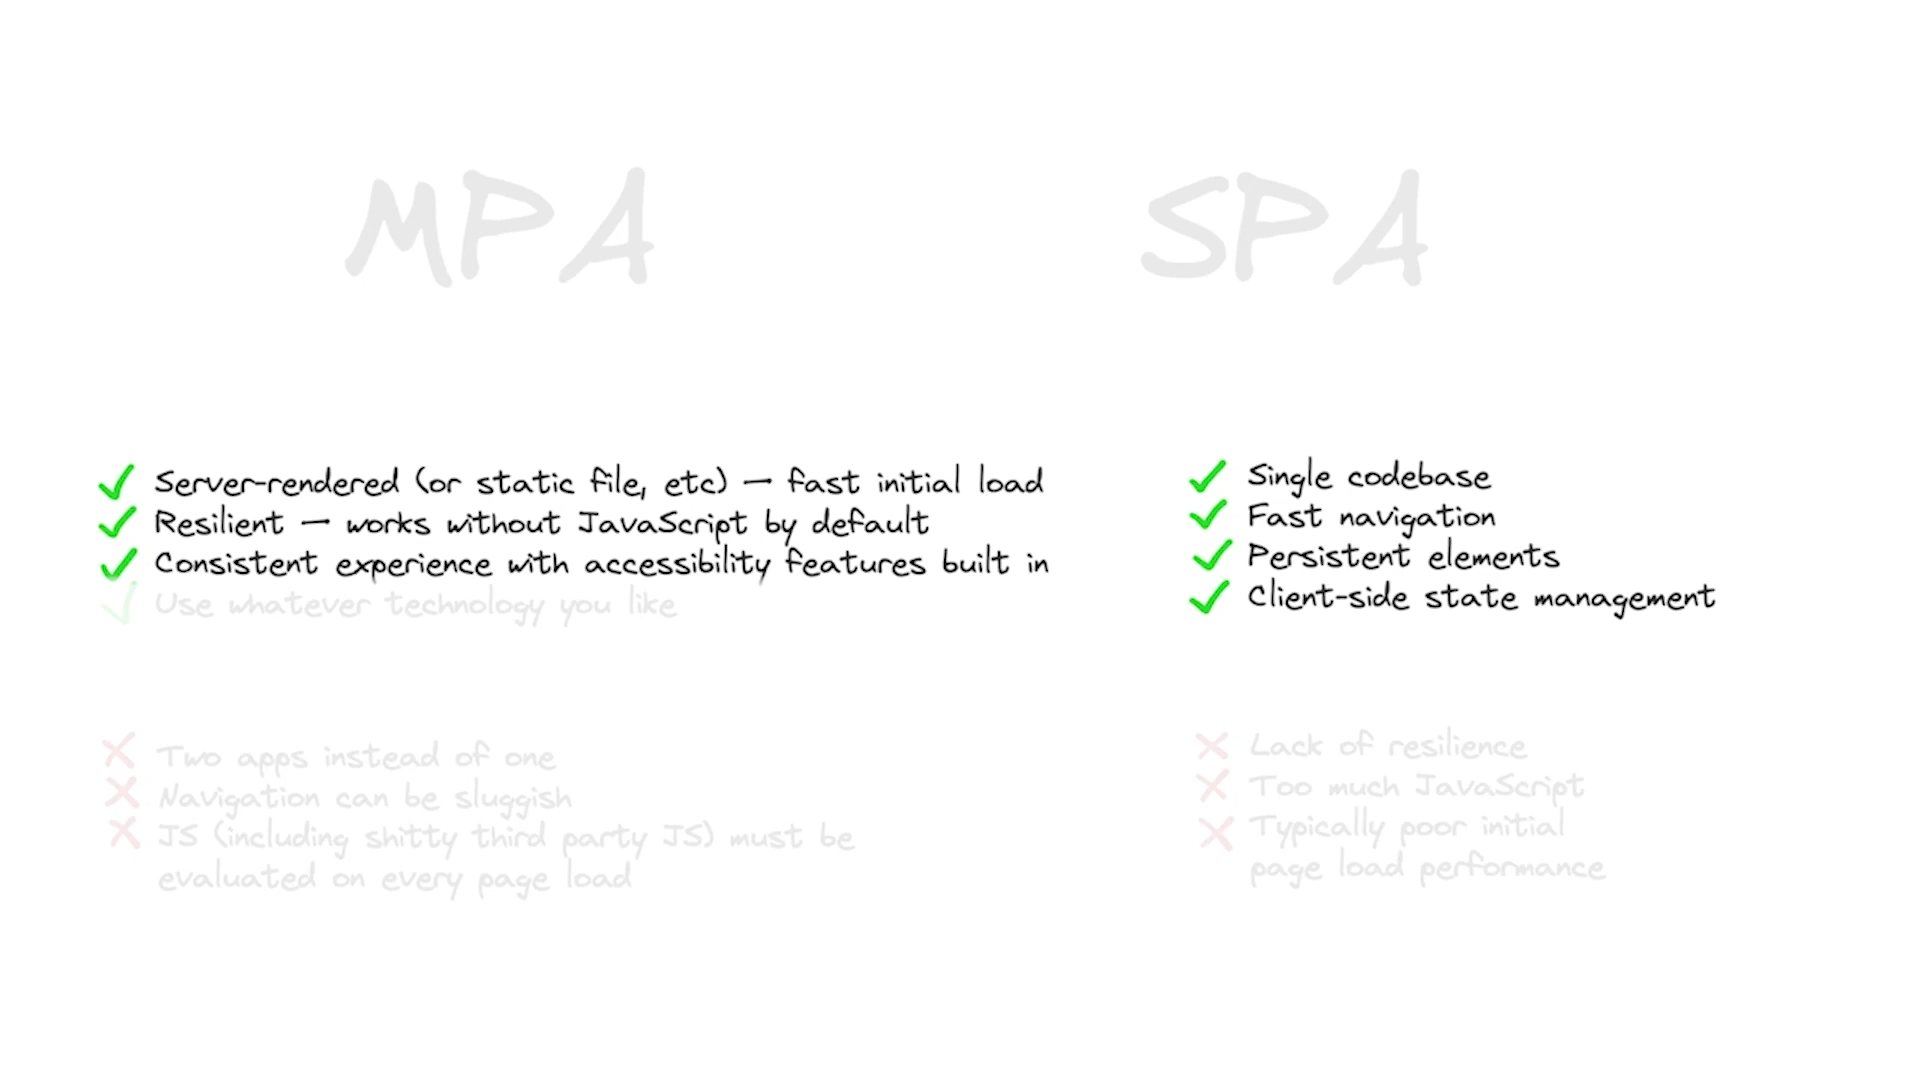 MPA
Server-rendered (or static file, etc) — fast initial load
Resilient — works without JavaScript by default
Consistent experience with accessibility features built in
Use whatever technology you like
Two apps instead of one
Navigation can be sluggish
JS (including shitty third party JS) must be
evaluated on every page load
SPA
Single codebase
Fast navigation
Persistent elements
Client-side state management
Lack of resilience
Too much JavaScript
Typically poor initial
page load performance